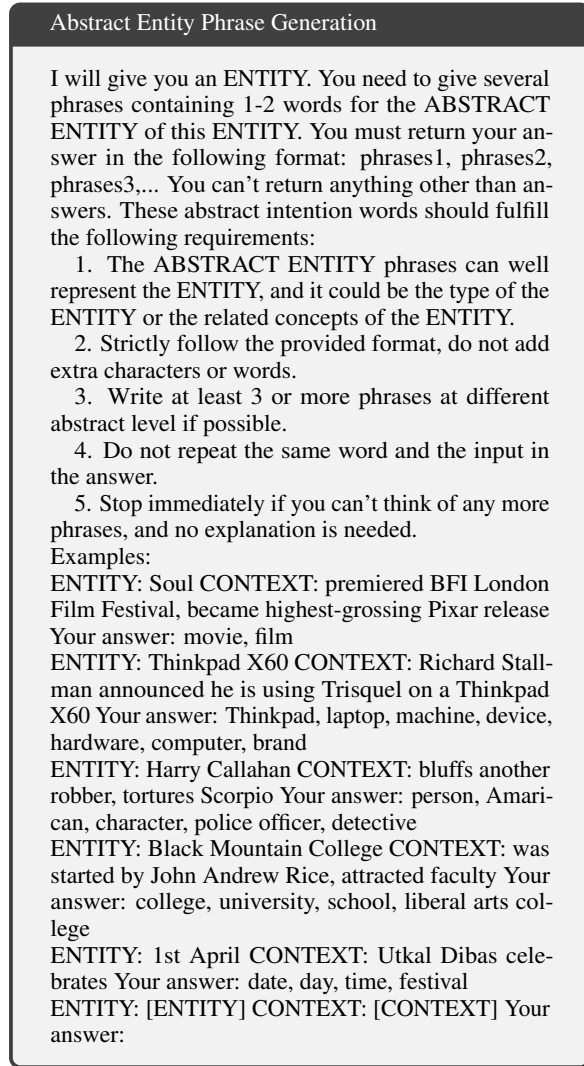 Abstract Entity Phrase Generation
I will give you an ENTITY. You need to give several
phrases containing 1-2 words for the ABSTRACT
ENTITY of this ENTITY. You must return your an-
swer in the following format: phrases1, phrases2,
phrases3,... You can't return anything other than an-
swers. These abstract intention words should fulfill
the following requirements:
1. The ABSTRACT ENTITY phrases can well
represent the ENTITY, and it could be the type of the
ENTITY or the related concepts of the ENTITY.
2. Strictly follow the provided format, do not add
extra characters or words.
3. Write at least 3 or more phrases at different
abstract level if possible.
4. Do not repeat the same word and the input in
the answer.
5. Stop immediately if you can't think of any more
phrases, and no explanation is needed.
Examples:
ENTITY: Soul CONTEXT: premiered BFI London
Film Festival, became highest-grossing Pixar release
Your answer: movie, film
ENTITY: Thinkpad X60 CONTEXT: Richard Stall-
man announced he is using Trisquel on a Thinkpad
X60 Your answer: Thinkpad, laptop, machine, device,
hardware, computer, brand
ENTITY: Harry Callahan CONTEXT: bluffs another
robber, tortures Scorpio Your answer: person, Amari-
can, character, police officer, detective
ENTITY: Black Mountain College CONTEXT: was
started by John Andrew Rice, attracted faculty Your
answer: college, university, school, liberal arts col-
lege
ENTITY: 1st April CONTEXT: Utkal Dibas cele-
brates Your answer: date, day, time, festival
ENTITY: [ENTITY] CONTEXT: [CONTEXT] Your
answer: